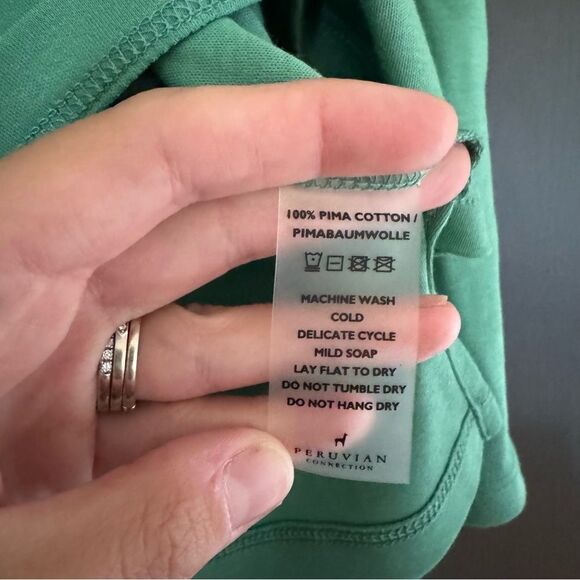 100% PIMA COTTON /
PIMABAUMWOLLE
MACHINE WASH
COLD
DELICATE CYCLE
MILD SOAP
LAY FLAT TO DRY
DO NOT TUMBLE DRY
DO NOT HANG DRY
PERUVIAN
CONNECTION